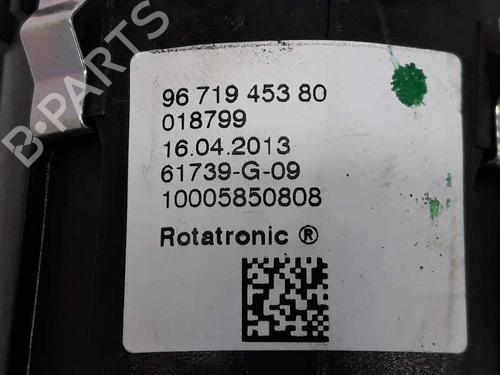 B-PARTS
96 719 453 80
018799
16.04.2013
61739-G-09
10005850808
Rotatronic ®